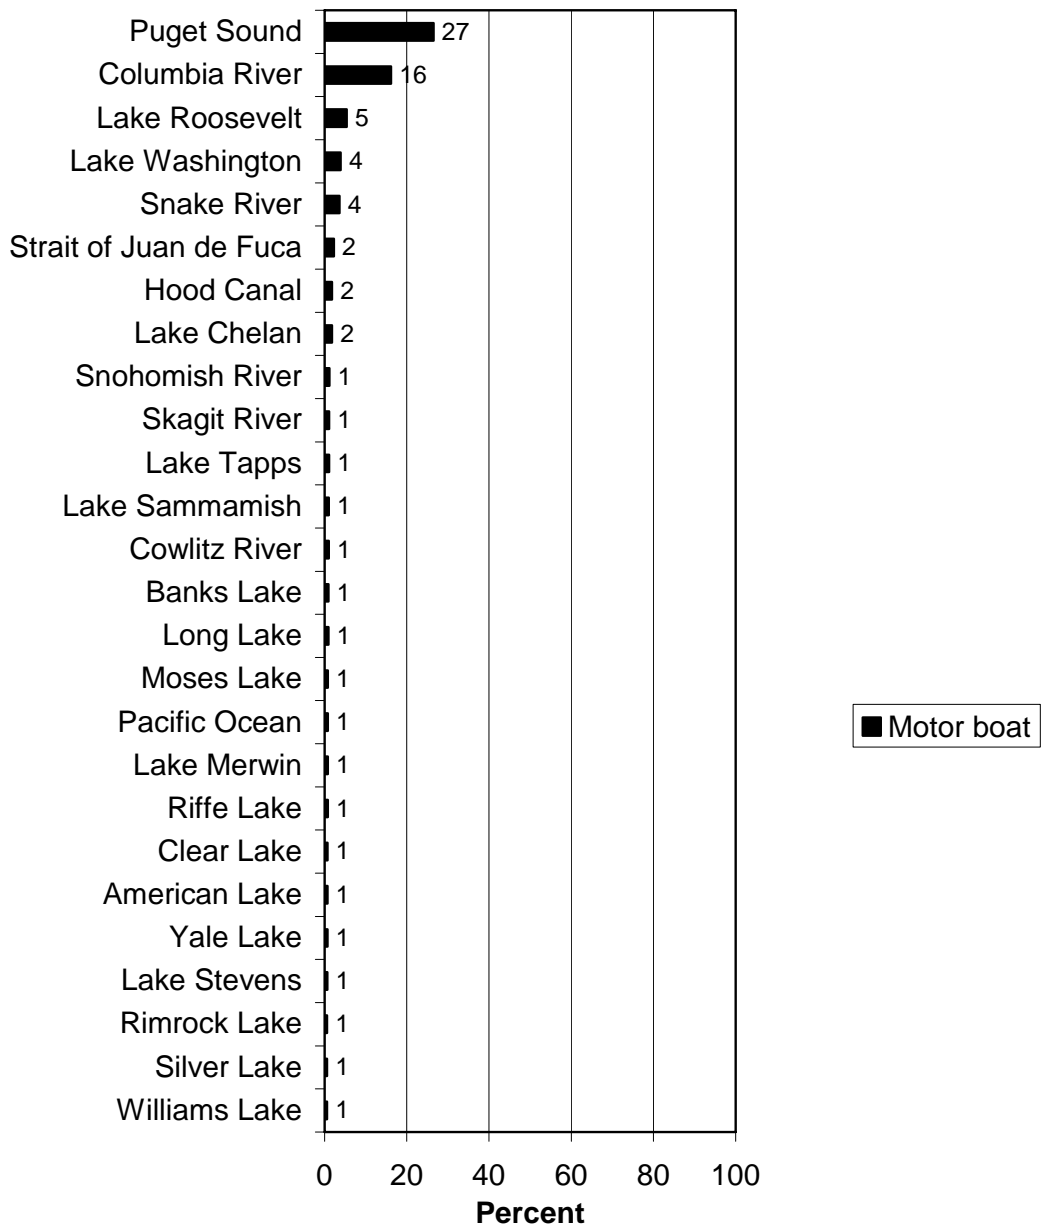 Puget Sound 27
Columbia River 16
Lake Roosevelt 5
Lake Washington 4
Snake River 4
Strait of Juan de Fuca 2
Hood Canal 2
Lake Chelan 2
Snohomish River 1
Skagit River 1
Lake Tapps 1
Lake Sammamish 1
Cowlitz River 1
Banks Lake 1
Long Lake 1
Moses Lake 1
Pacific Ocean 1
Motor boat
Lake Merwin 1
Riffe Lake 1
Clear Lake 1
American Lake 1
Yale Lake 1
Lake Stevens 1
Rimrock Lake 1
Silver Lake 1
Williams Lake 1
0 20 40 60 80 100
Percent